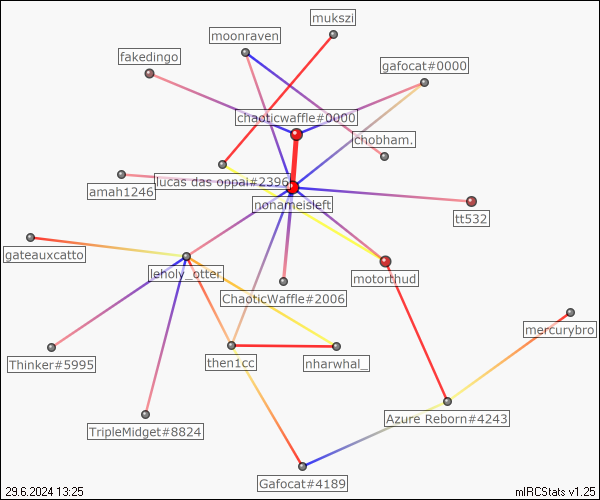 mukszi
moonraven
fakedingo
gafocat#0000
chaoticwaffle#0000
chobham.
lucas das oppai#2396
amah1246
nonameisleft
tt532
gateauxcatto
leholy_otter
motorthud
ChaoticWaffle#2006
mercurybro
Thinker#5995
then1cc
nharwhal_
Azure Reborn#4243
TripleMidget#8824
Gafocat#4189
29.6.2024 13:25
mIRCStats v1.25